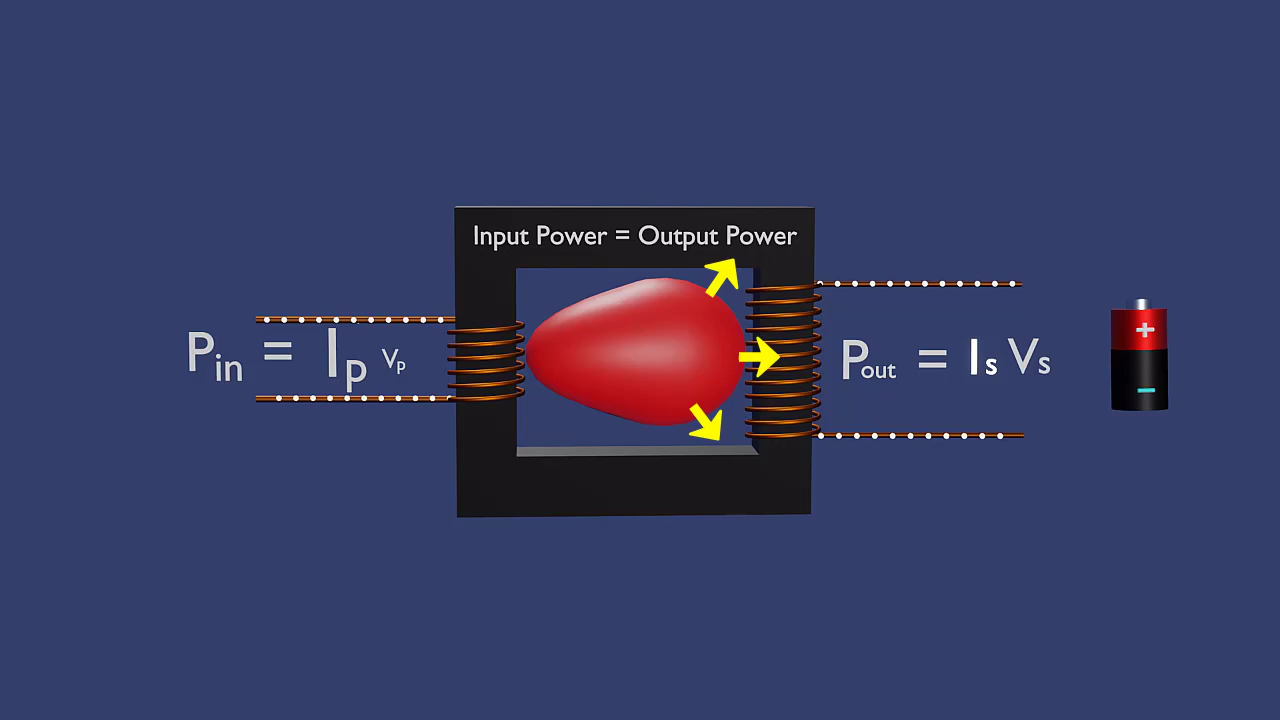 Input Power = Output Power
Pin = Ip Vp
Pout = Is Vs
+
-